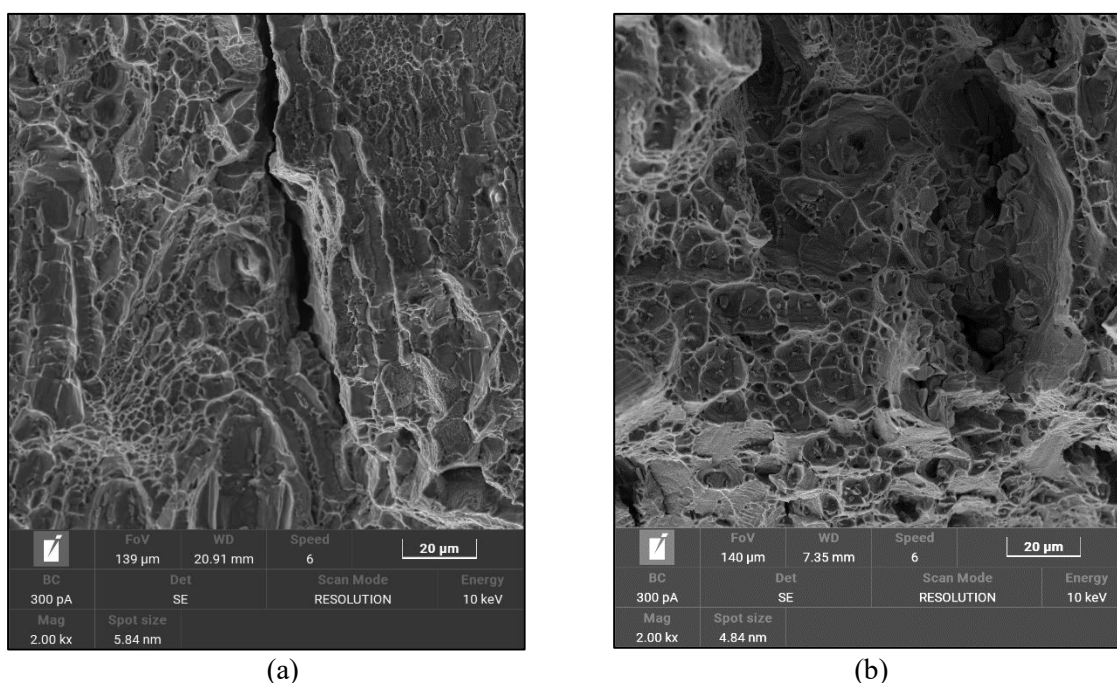 FoV WD Speed
139 µm 20.91 mm 6
20 µm
BC Det Scan Mode Energy
300 pA SE RESOLUTION 10 keV
Mag Spot size
2.00 kx 5.84 nm
(a)
FoV WD Speed
140 µm 7.35 mm 6
20 µm
BC Det Scan Mode Energy
300 pA SE RESOLUTION 10 keV
Mag Spot size
2.00 kx 4.84 nm
(b)